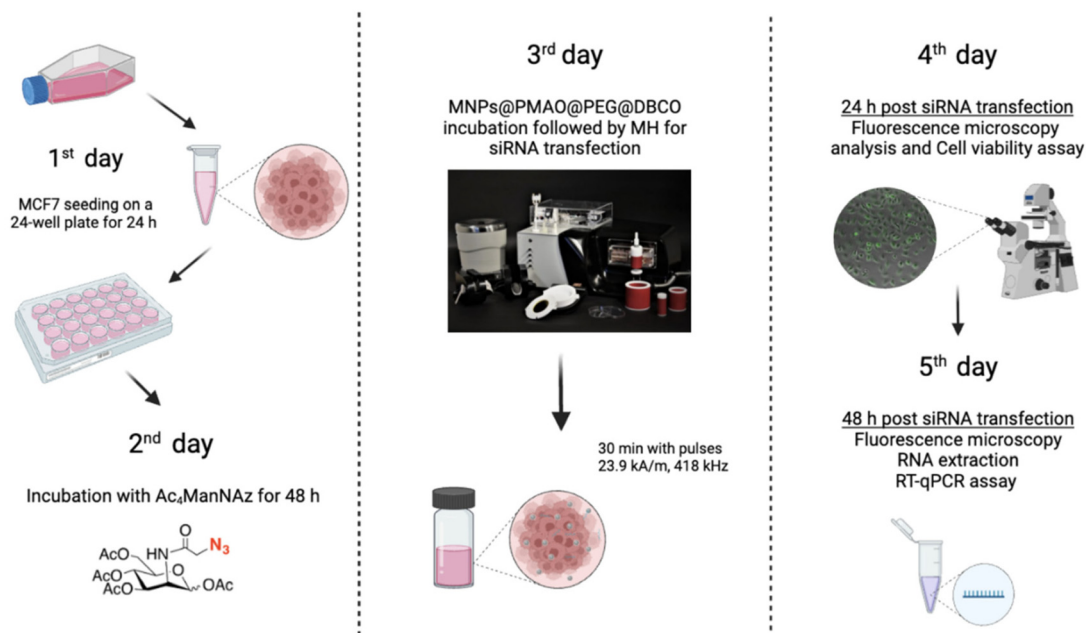 1st day
MCF7 seeding on a
24-well plate for 24 h
2nd day
Incubation with Ac₄ManNAz for 48 h
O
N₃
HN
AcO
O
AcO
AcO
OAc
3rd day
MNPs@PMAO@PEG@DBCO
incubation followed by MH for
siRNA transfection
30 min with pulses
23.9 kA/m, 418 kHz
4th day
24 h post siRNA transfection
Fluorescence microscopy
analysis and Cell viability assay
5th day
48 h post siRNA transfection
Fluorescence microscopy
RNA extraction
RT-qPCR assay